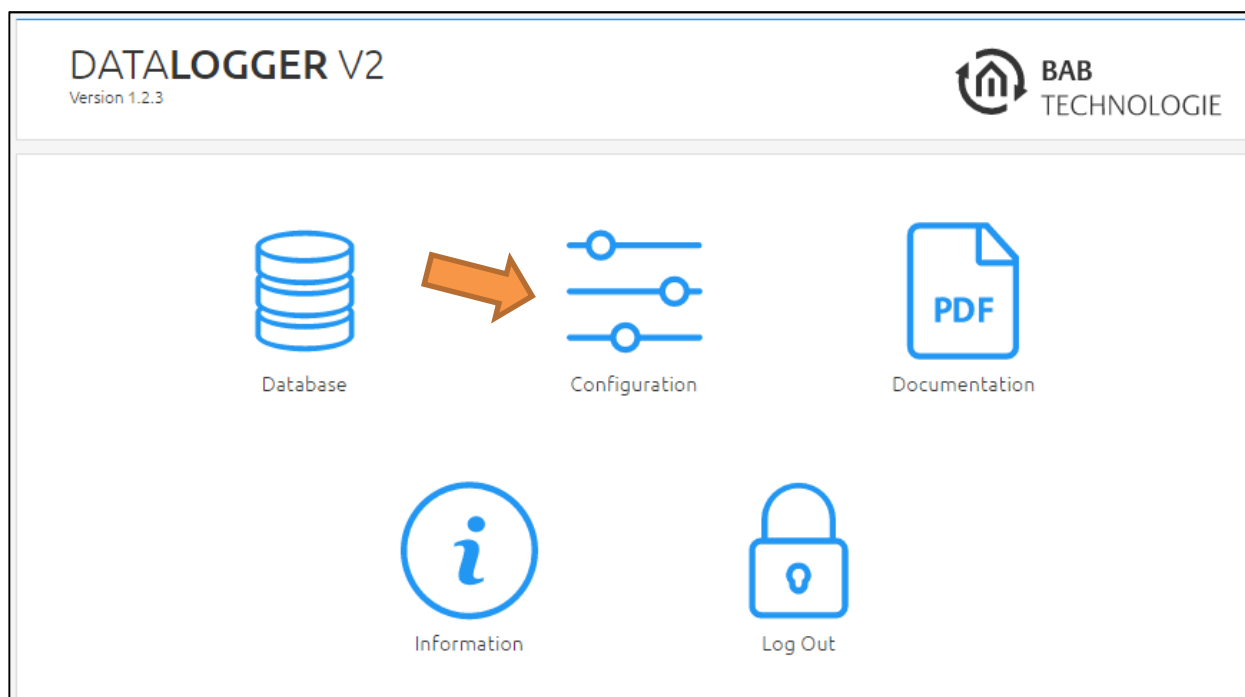 DATALOGGER V2
Version 1.2.3
BAB
TECHNOLOGIE
Database
Configuration
PDF
Documentation
i
Information
Log Out